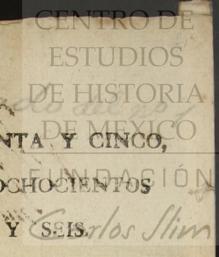 CENTRO DE
ESTUDIOS
DE HISTORIA
DE MEXICO
NTA Y CINCO,
FUNDACIÓN
OCHOCIENTOS
Y SEIS.
Carlos Slim